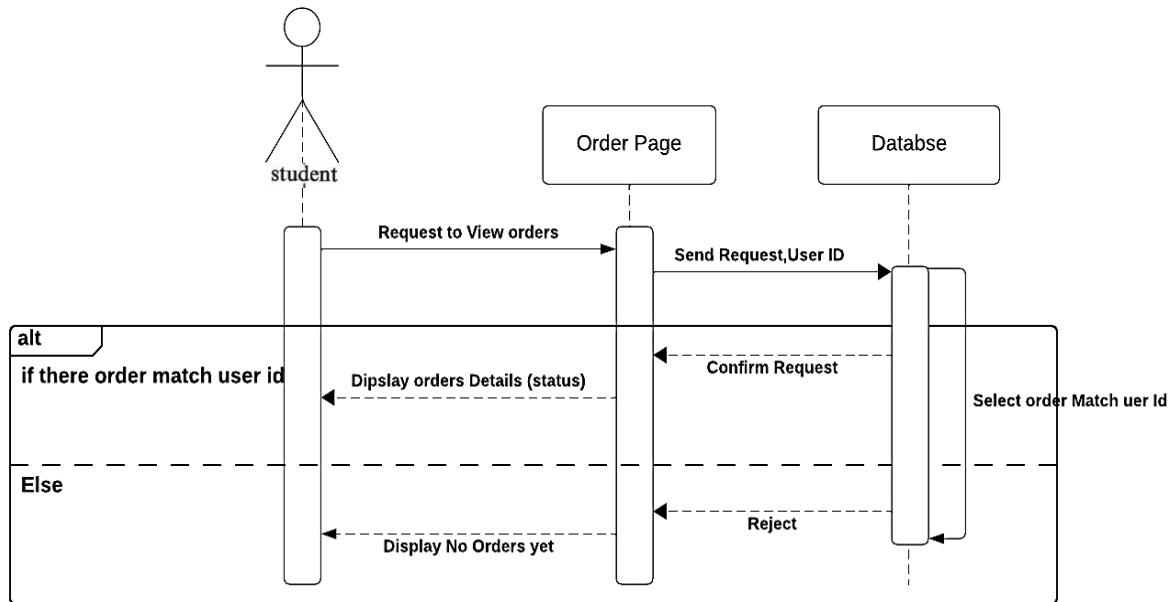 student
Order Page
Databse
Request to View orders
Send Request,User ID
alt
if there order match user id
Confirm Request
Dipslay orders Details (status)
Select order Match uer Id
Else
Reject
Display No Orders yet